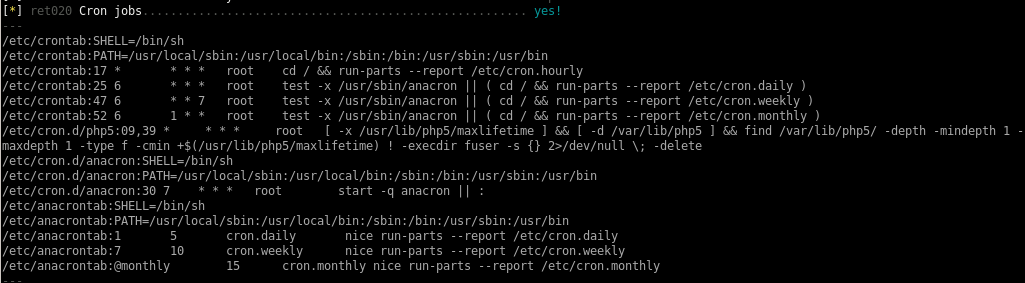 [*] ret020 Cron jobs....................................................... yes!
---
/etc/crontab:SHELL=/bin/sh
/etc/crontab:PATH=/usr/local/sbin:/usr/local/bin:/sbin:/bin:/usr/sbin:/usr/bin
/etc/crontab:17 *       * * *   root    cd / && run-parts --report /etc/cron.hourly
/etc/crontab:25 6       * * *   root    test -x /usr/sbin/anacron || ( cd / && run-parts --report /etc/cron.daily )
/etc/crontab:47 6       * * 7   root    test -x /usr/sbin/anacron || ( cd / && run-parts --report /etc/cron.weekly )
/etc/crontab:52 6       1 * *   root    test -x /usr/sbin/anacron || ( cd / && run-parts --report /etc/cron.monthly )
/etc/cron.d/php5:09,39 *     * * *     root   [ -x /usr/lib/php5/maxlifetime ] && [ -d /var/lib/php5 ] && find /var/lib/php5/ -depth -mindepth 1 -
maxdepth 1 -type f -cmin +$(/usr/lib/php5/maxlifetime) ! -execdir fuser -s {} 2>/dev/null \; -delete
/etc/cron.d/anacron:SHELL=/bin/sh
/etc/cron.d/anacron:PATH=/usr/local/sbin:/usr/local/bin:/sbin:/bin:/usr/sbin:/usr/bin
/etc/cron.d/anacron:30 7    * * *   root        start -q anacron || :
/etc/anacrontab:SHELL=/bin/sh
/etc/anacrontab:PATH=/usr/local/sbin:/usr/local/bin:/sbin:/bin:/usr/sbin:/usr/bin
/etc/anacrontab:1       5       cron.daily       nice run-parts --report /etc/cron.daily
/etc/anacrontab:7       10      cron.weekly      nice run-parts --report /etc/cron.weekly
/etc/anacrontab:@monthly        15      cron.monthly nice run-parts --report /etc/cron.monthly
---